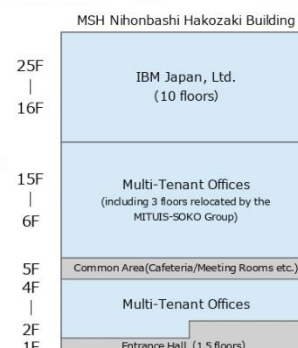 MSH Nihonbashi Hakozaki Building
25F
|
16F
IBM Japan, Ltd.
(10 floors)
15F
|
6F
Multi-Tenant Offices
(including 3 floors relocated by the
MITUIS-SOKO Group)
5F
Common Area(Cafeteria/Meeting Rooms etc.)
4F
|
2F
Multi-Tenant Offices
1F
Entrance Hall (1.5 floors)